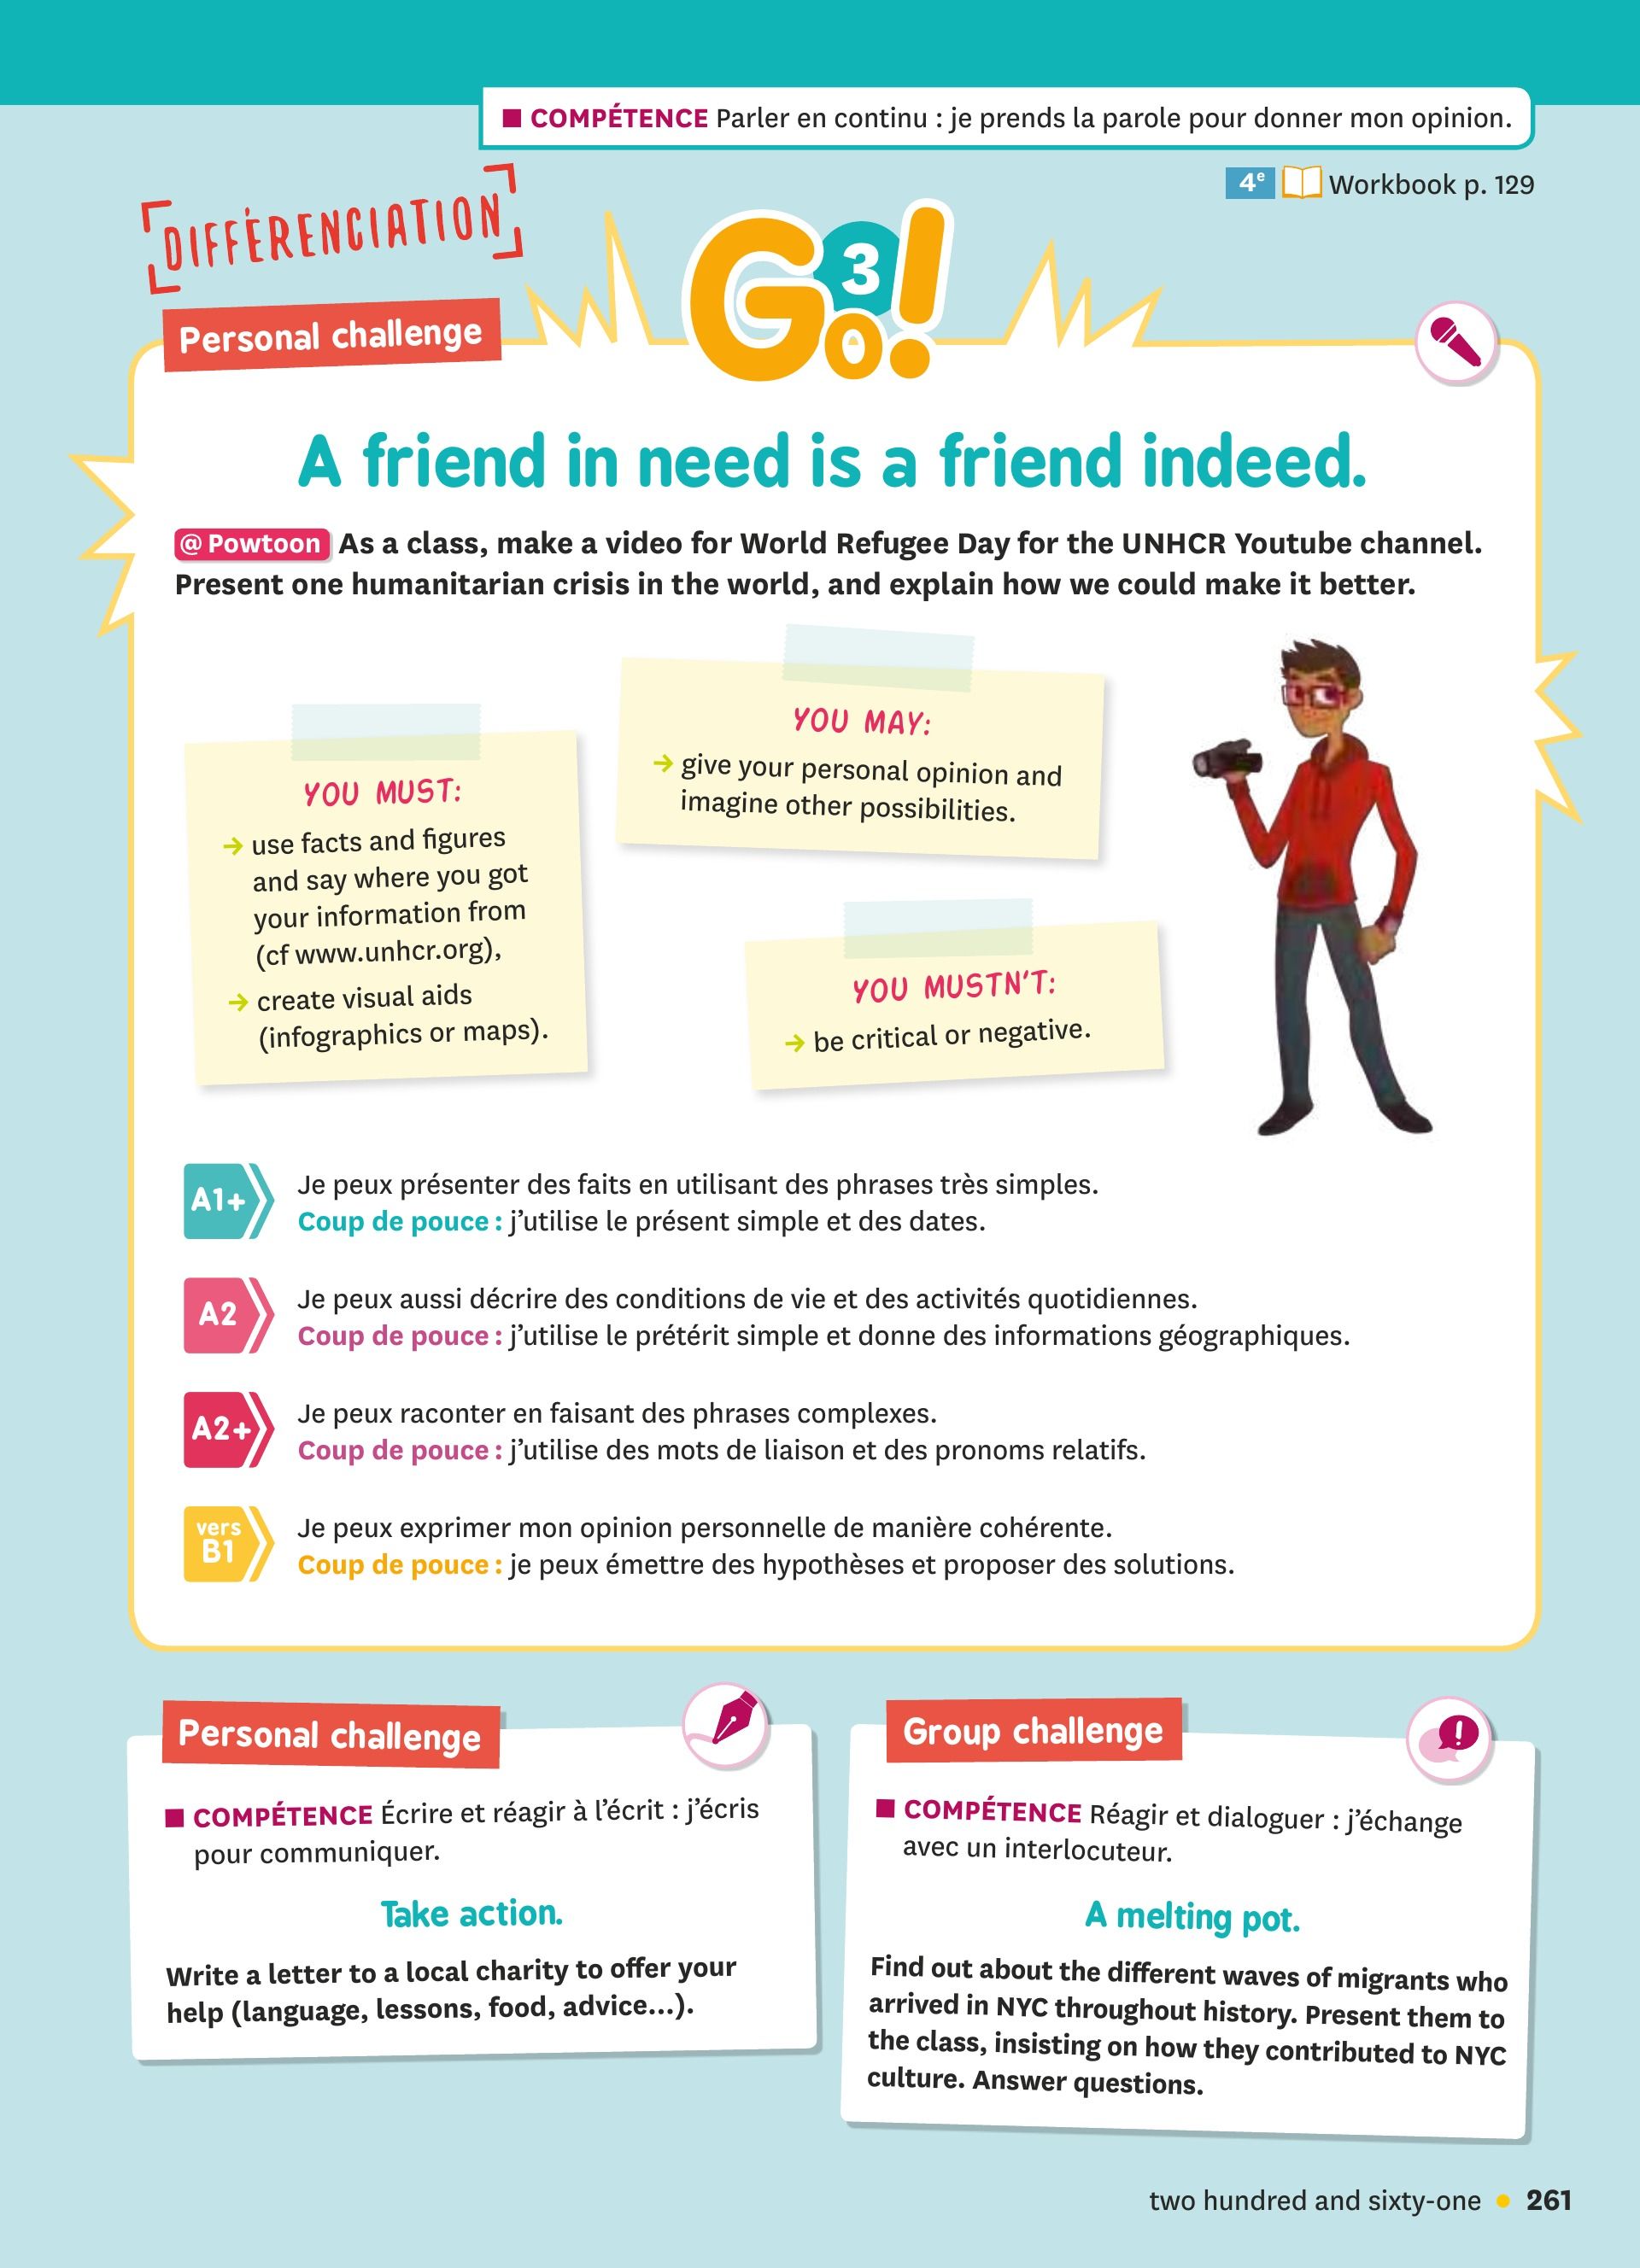 ■ COMPÉTENCE Parler en continu : je prends la parole pour donner mon opinion.
4e Workbook p. 129
DIFFÉRENCIATION
Personal challenge
Go! 3
A friend in need is a friend indeed.
@ Powtoon As a class, make a video for World Refugee Day for the UNHCR Youtube channel.
Present one humanitarian crisis in the world, and explain how we could make it better.
YOU MUST:
→ use facts and figures
and say where you got
your information from
(cf www.unhcr.org),
→ create visual aids
(infographics or maps).
YOU MAY:
→ give your personal opinion and
imagine other possibilities.
YOU MUSTN'T:
→ be critical or negative.
A1+
Je peux présenter des faits en utilisant des phrases très simples.
Coup de pouce : j'utilise le présent simple et des dates.
A2
Je peux aussi décrire des conditions de vie et des activités quotidiennes.
Coup de pouce : j'utilise le prétérit simple et donne des informations géographiques.
A2+
Je peux raconter en faisant des phrases complexes.
Coup de pouce : j'utilise des mots de liaison et des pronoms relatifs.
vers
B1
Je peux exprimer mon opinion personnelle de manière cohérente.
Coup de pouce : je peux émettre des hypothèses et proposer des solutions.
Personal challenge
■ COMPÉTENCE Écrire et réagir à l'écrit : j'écris
pour communiquer.
Take action.
Write a letter to a local charity to offer your
help (language, lessons, food, advice...).
Group challenge
!
■ COMPÉTENCE Réagir et dialoguer : j'échange
avec un interlocuteur.
A melting pot.
Find out about the different waves of migrants who
arrived in NYC throughout history. Present them to
the class, insisting on how they contributed to NYC
culture. Answer questions.
two hundred and sixty-one • 261